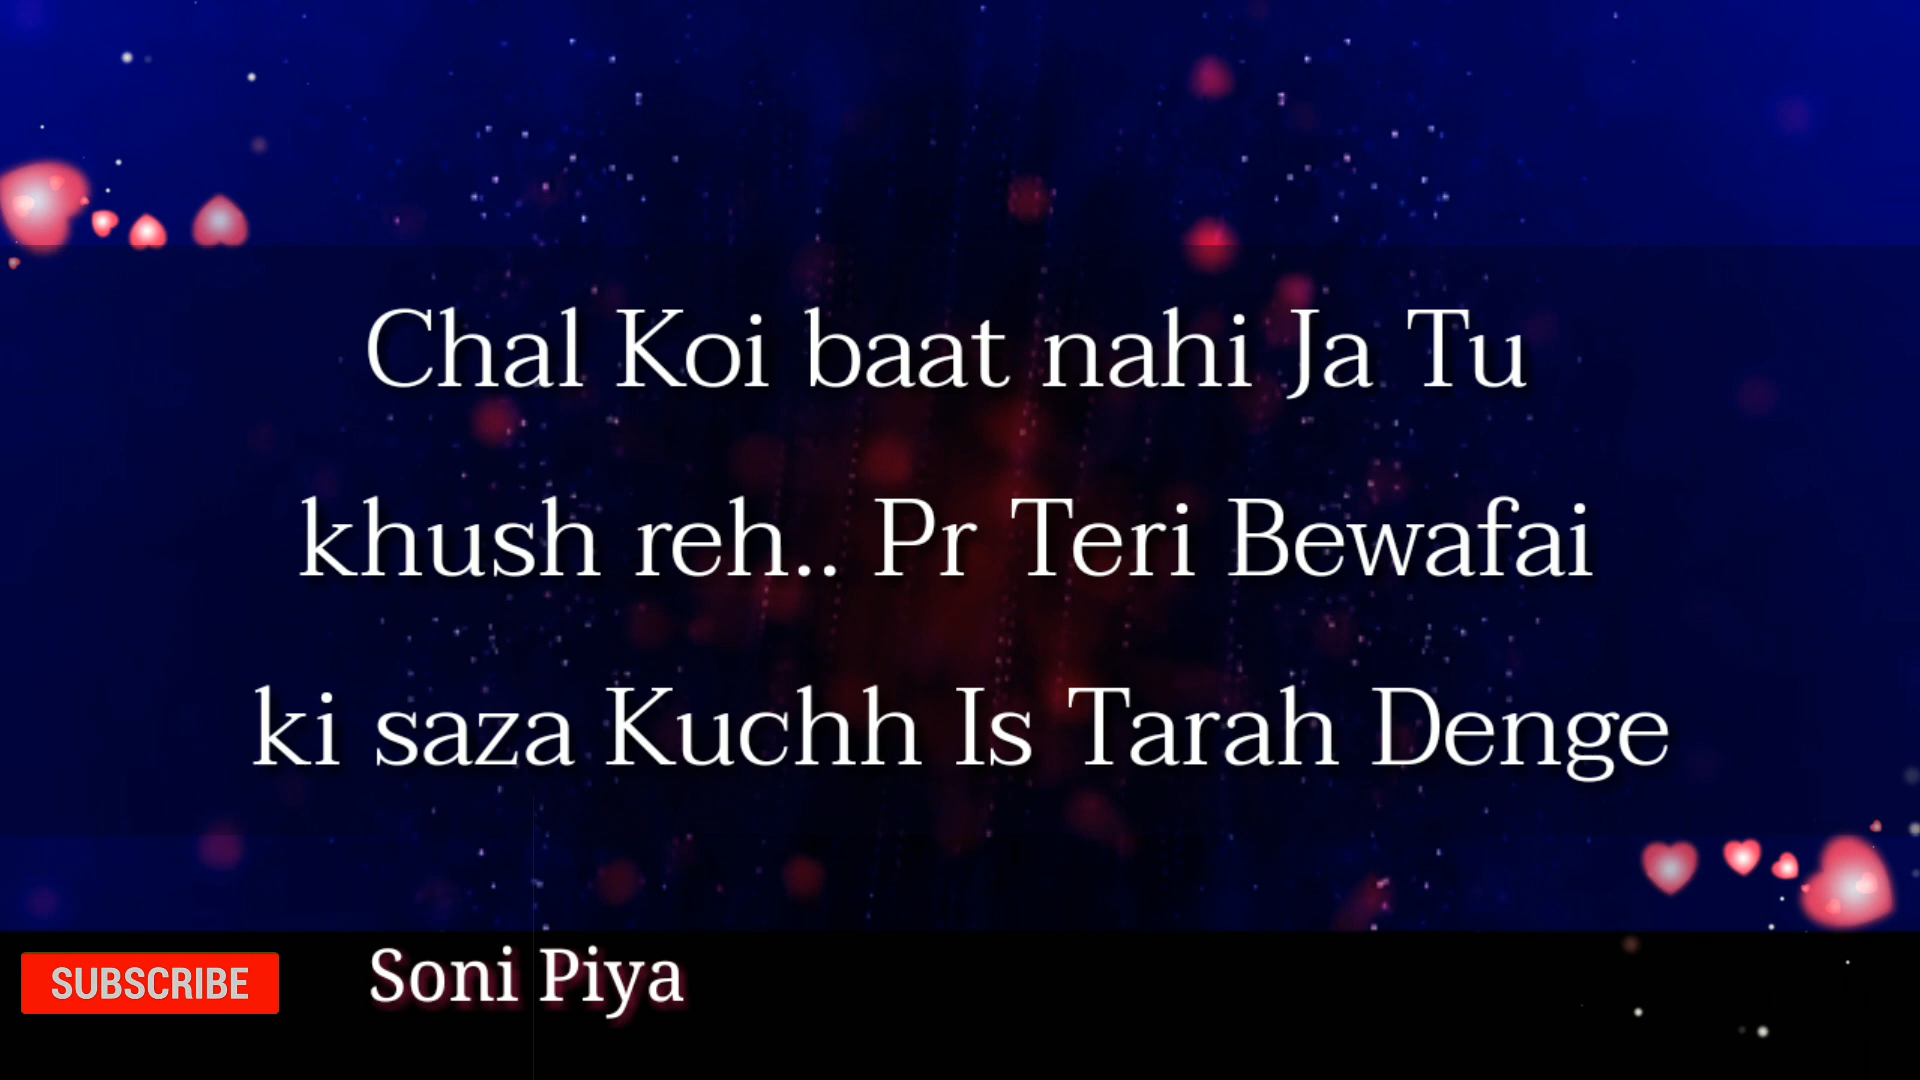 Chal Koi baat nahi Ja Tu
khush reh.. Pr Teri Bewafai
ki saza Kuchh Is Tarah Denge
SUBSCRIBE
Soni Piya